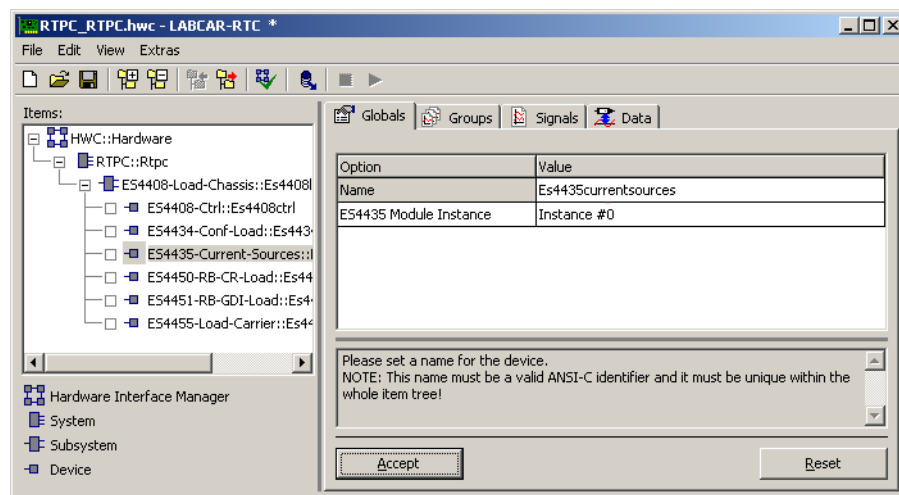 RTPC_RTPC.hwc - LABCAR-RTC *
File Edit View Extras
Items:
HWC::Hardware
RTPC::Rtpc
ES4408-Load-Chassis::Es4408l
ES4408-Ctrl::Es4408ctrl
ES4434-Conf-Load::Es443
ES4435-Current-Sources::
ES4450-RB-CR-Load::Es44
ES4451-RB-GDI-Load::Es4
ES4455-Load-Carrier::Es44
Hardware Interface Manager
System
Subsystem
Device
Globals Groups Signals Data
Option Value
Name Es4435currentsources
ES4435 Module Instance Instance #0
Please set a name for the device.
NOTE: This name must be a valid ANSI-C identifier and it must be unique within the
whole item tree!
Accept Reset